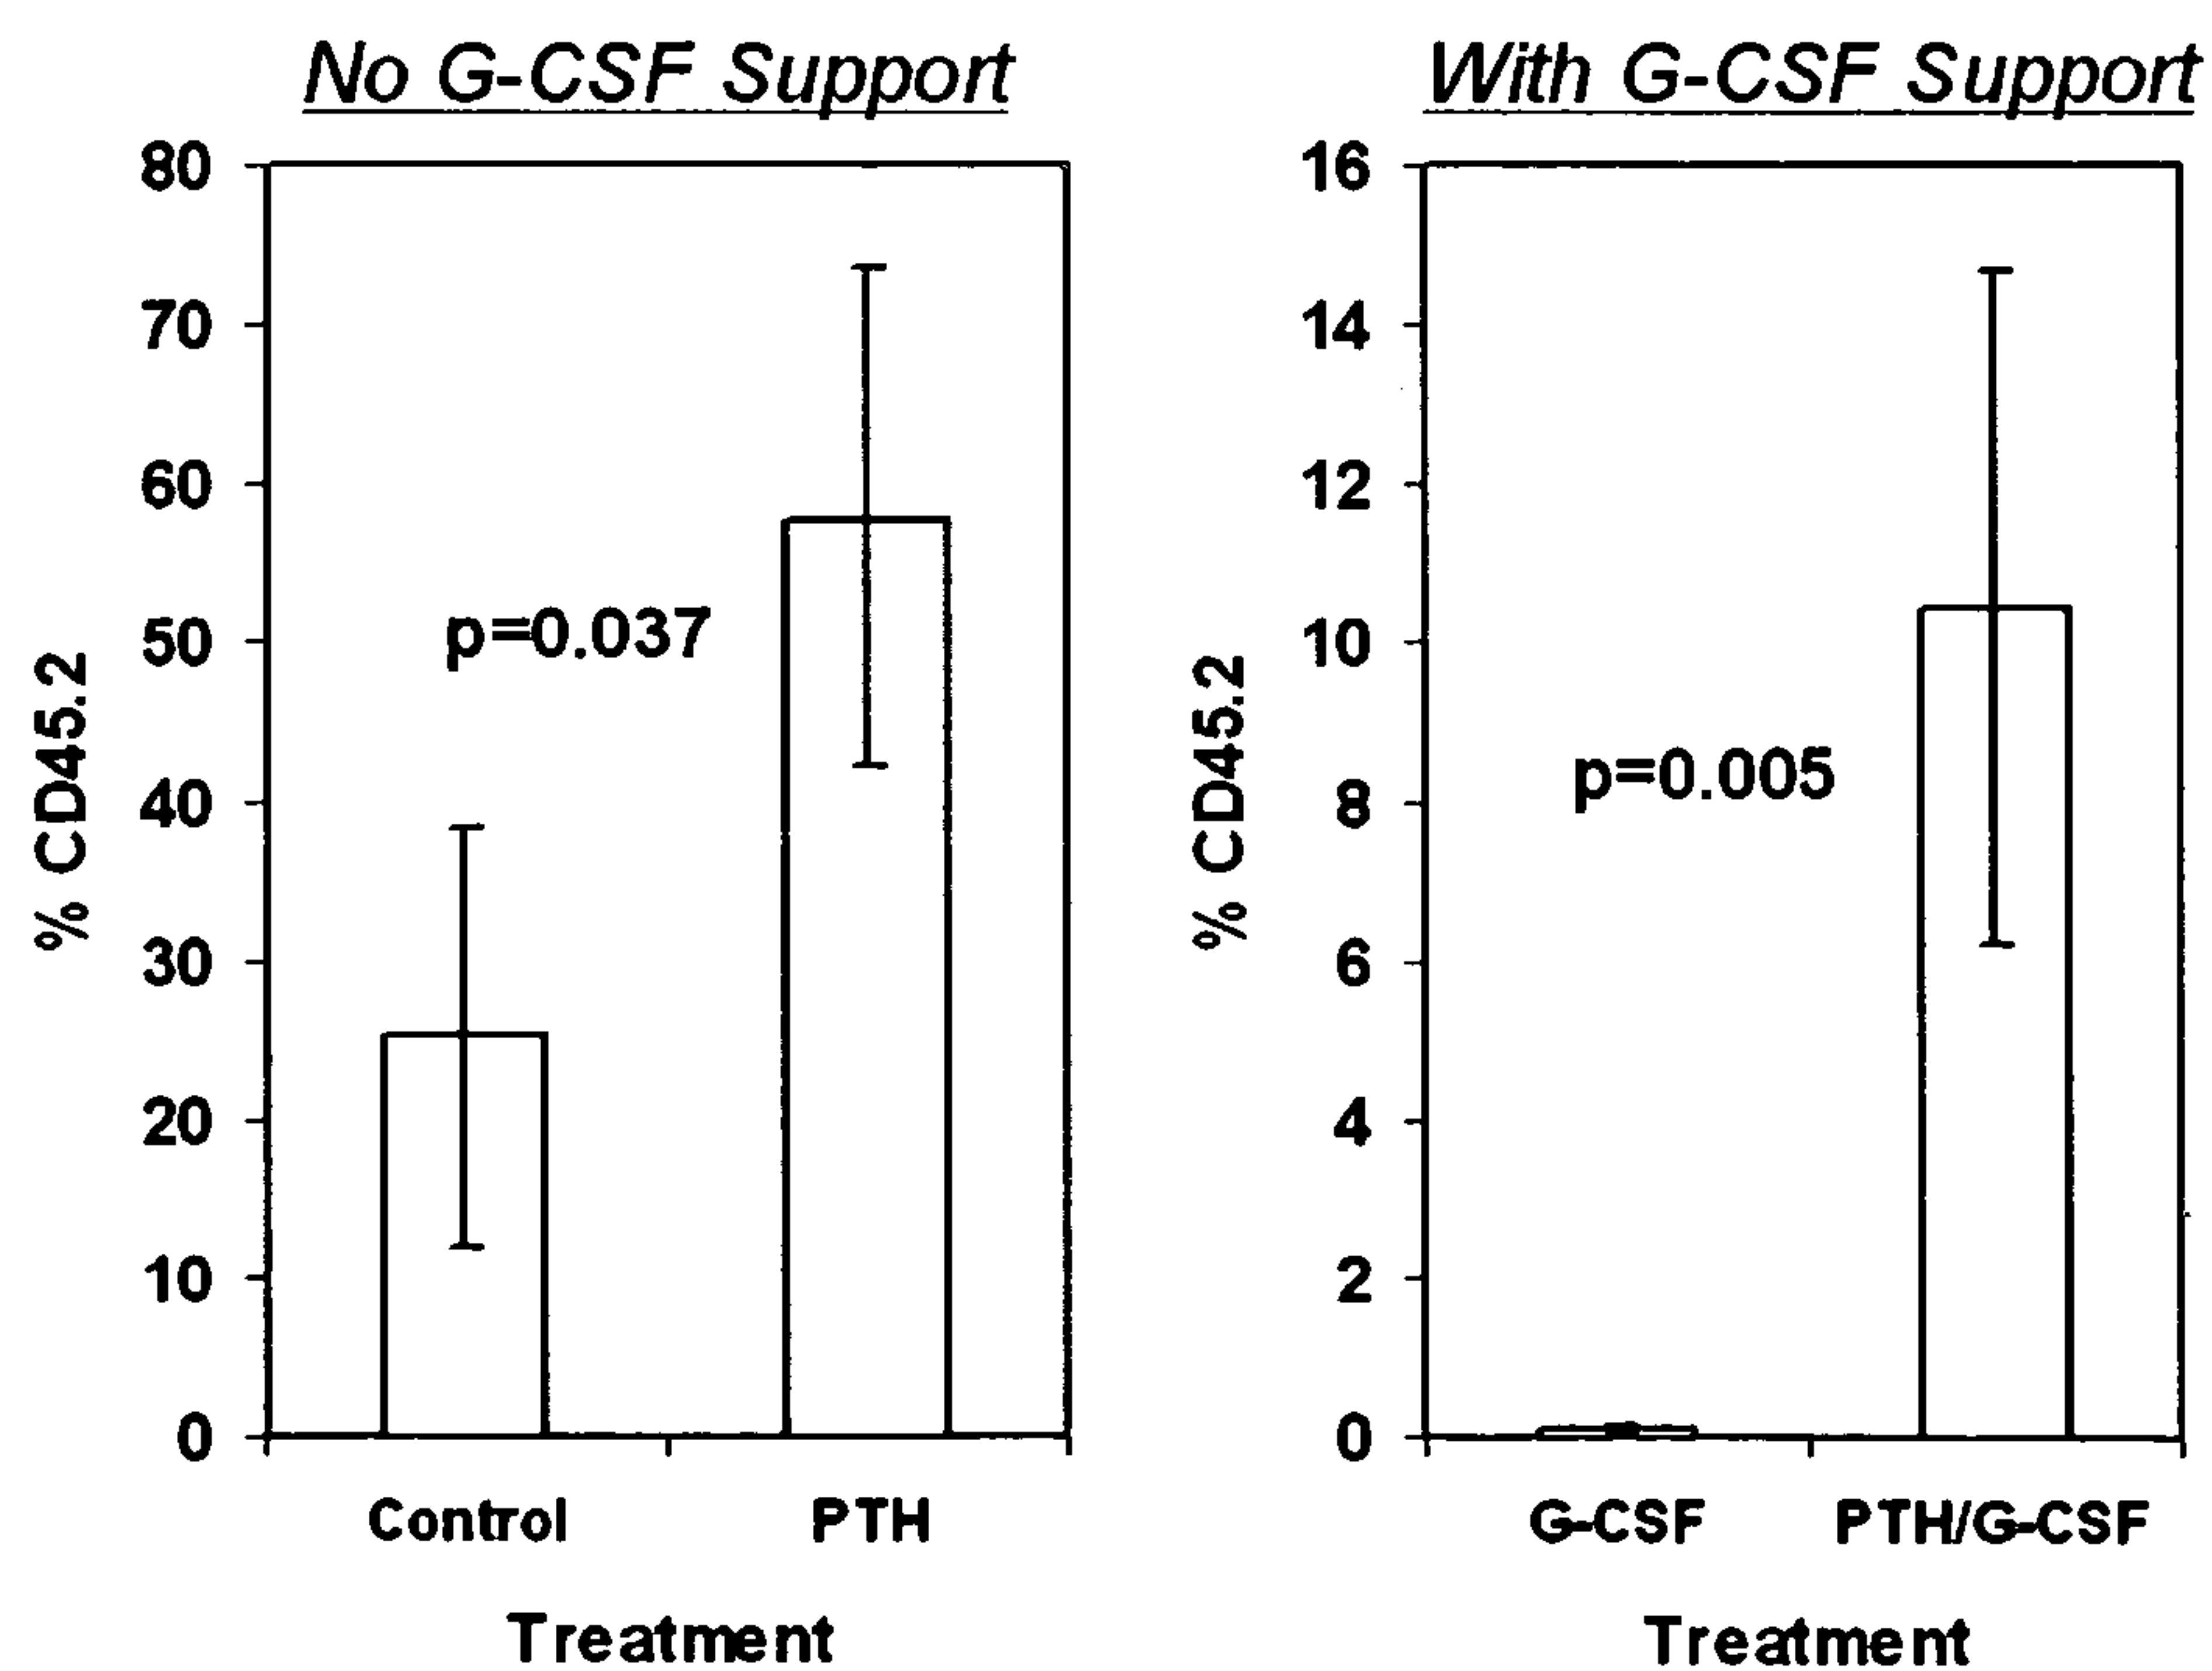 No G-CSF Support
80
70
60
50
40
30
20
10
0
% CD45.2
p=0.037
Control PTH
Treatment
With G-CSF Support
16
14
12
10
8
6
4
2
0
% CD45.2
p=0.005
G-CSF PTH/G-CSF
Treatment